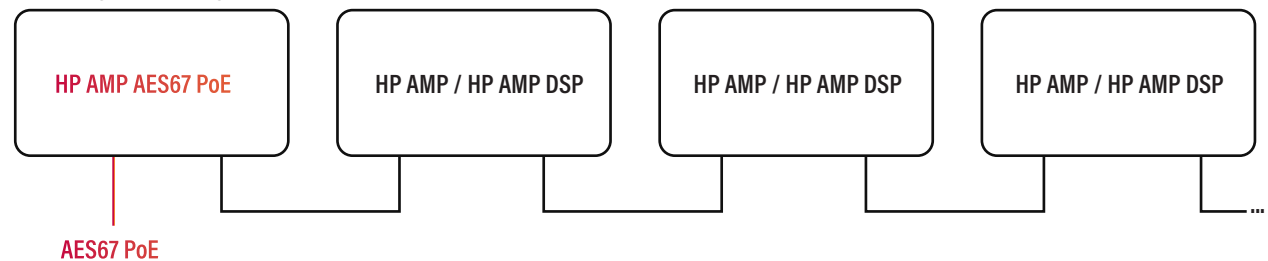 HP AMP AES67 PoE
HP AMP / HP AMP DSP
HP AMP / HP AMP DSP
HP AMP / HP AMP DSP
...
AES67 PoE